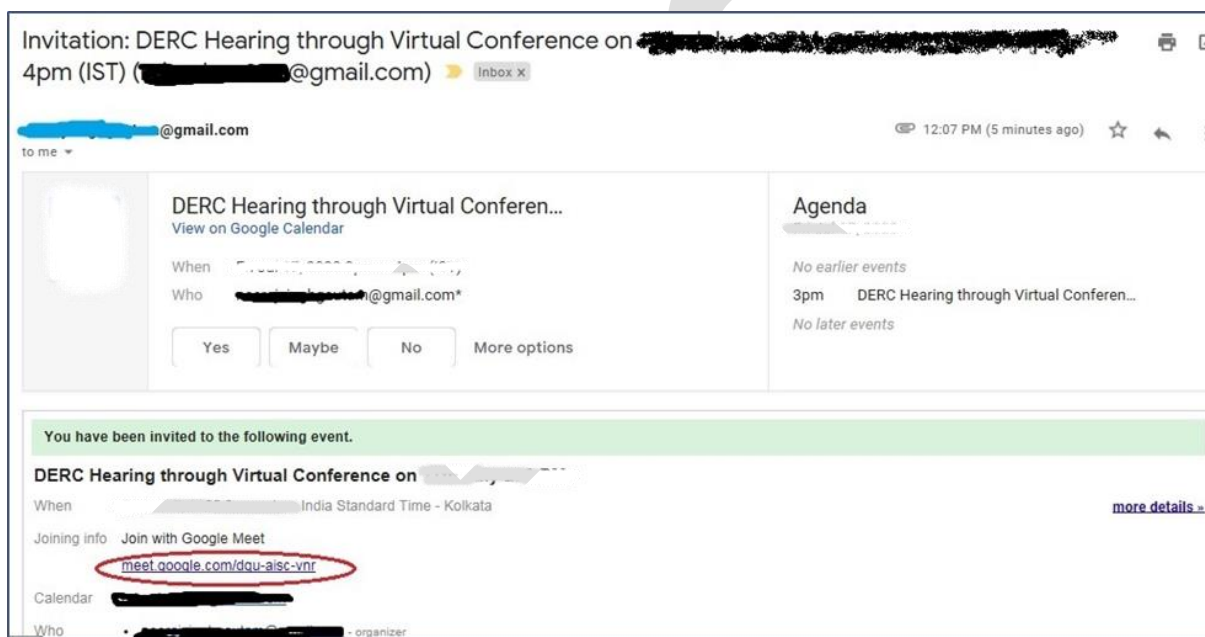 Invitation: DERC Hearing through Virtual Conference on
4pm (IST) ( @gmail.com) Inbox x
@gmail.com
12:07 PM (5 minutes ago)
to me
DERC Hearing through Virtual Conferen...
View on Google Calendar
When
Who @gmail.com*
Yes Maybe No More options
Agenda
No earlier events
3pm DERC Hearing through Virtual Conferen...
No later events
You have been invited to the following event.
DERC Hearing through Virtual Conference on
When India Standard Time - Kolkata
more details »
Joining info Join with Google Meet
meet.google.com/dqu-aisc-vnr
Calendar
Who • - organizer